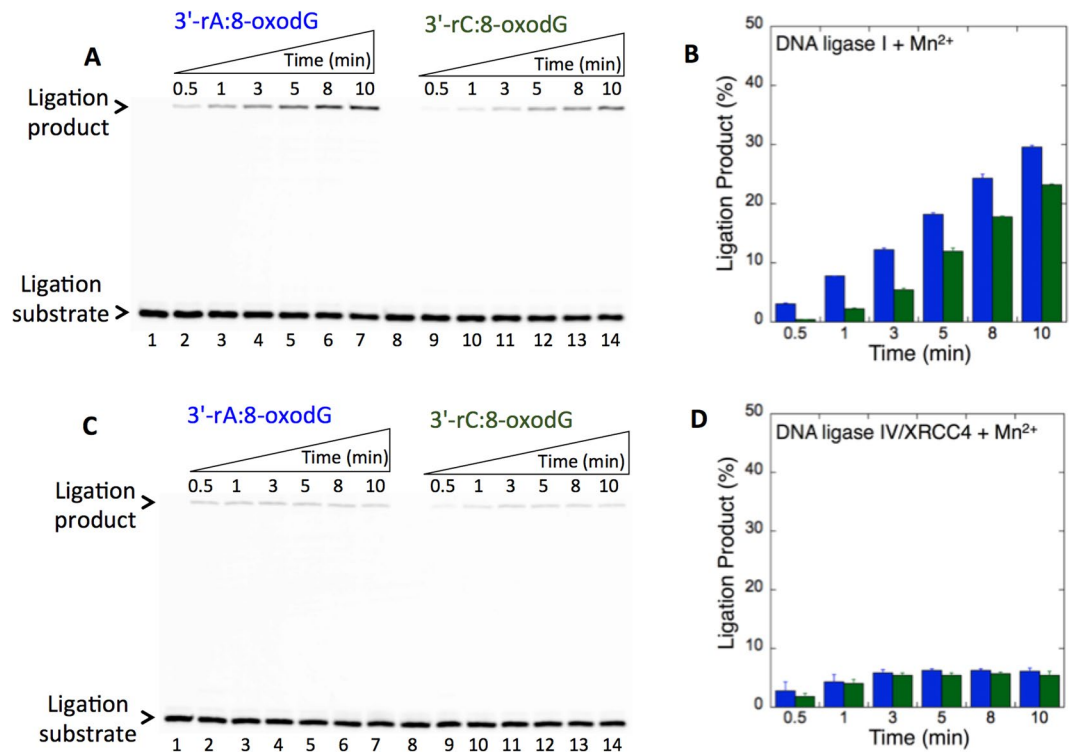 A
3'-rA:8-oxodG
3'-rC:8-oxodG
Time (min)
Time (min)
0.5 1 3 5 8 10
0.5 1 3 5 8 10
Ligation
product
Ligation
substrate
1 2 3 4 5 6 7 8 9 10 11 12 13 14
B
DNA ligase I + Mn²⁺
Ligation Product (%)
50
40
30
20
10
0
0.5 1 3 5 8 10
Time (min)
C
3'-rA:8-oxodG
3'-rC:8-oxodG
Time (min)
Time (min)
0.5 1 3 5 8 10
0.5 1 3 5 8 10
Ligation
product
Ligation
substrate
1 2 3 4 5 6 7 8 9 10 11 12 13 14
D
DNA ligase IV/XRCC4 + Mn²⁺
Ligation Product (%)
50
40
30
20
10
0
0.5 1 3 5 8 10
Time (min)